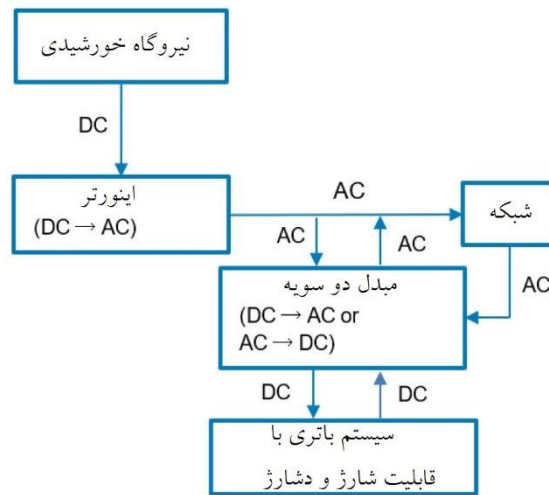 نیروگاه خورشیدی
DC
اینورتر
(DC → AC)
AC
شبکه
AC
AC
AC
مبدل دو سویه
(DC → AC or
AC → DC)
DC
DC
سیستم باتری با
قابلیت شارژ و دشارژ